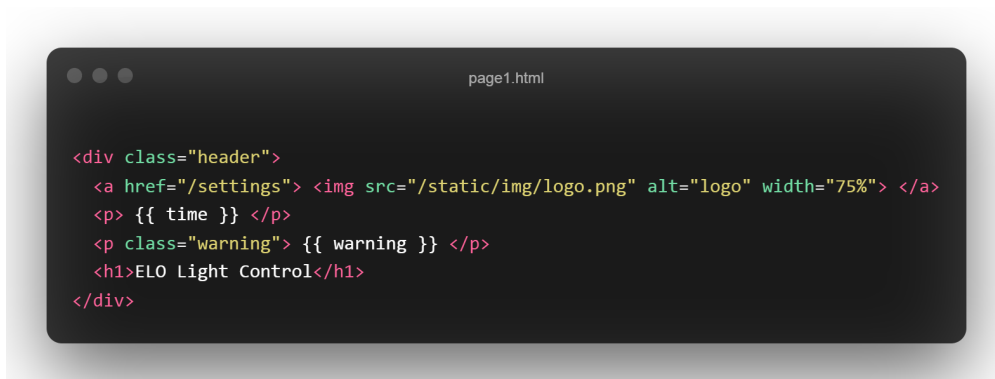 page1.html
<div class="header">
  <a href="/settings"> <img src="/static/img/logo.png" alt="logo" width="75%"> </a>
  <p> {{ time }} </p>
  <p class="warning"> {{ warning }} </p>
  <h1>ELO Light Control</h1>
</div>